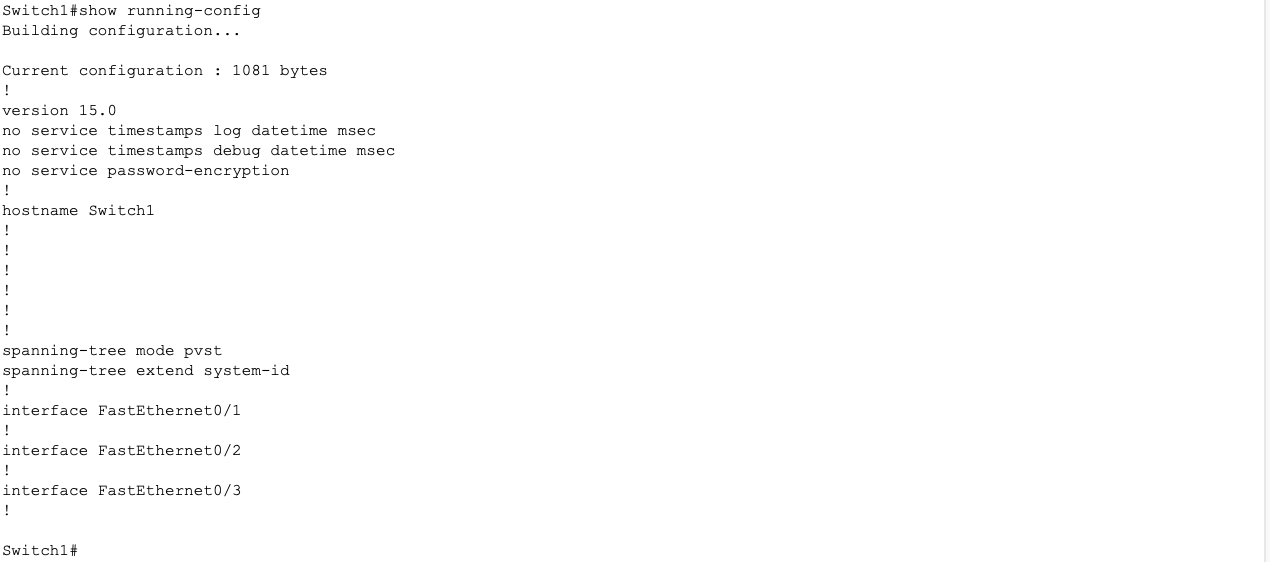 Switch1#show running-config
Building configuration...
Current configuration : 1081 bytes
!
version 15.0
no service timestamps log datetime msec
no service timestamps debug datetime msec
no service password-encryption
!
hostname Switch1
!
!
!
!
!
!
spanning-tree mode pvst
spanning-tree extend system-id
!
interface FastEthernet0/1
!
interface FastEthernet0/2
!
interface FastEthernet0/3
!
Switch1#